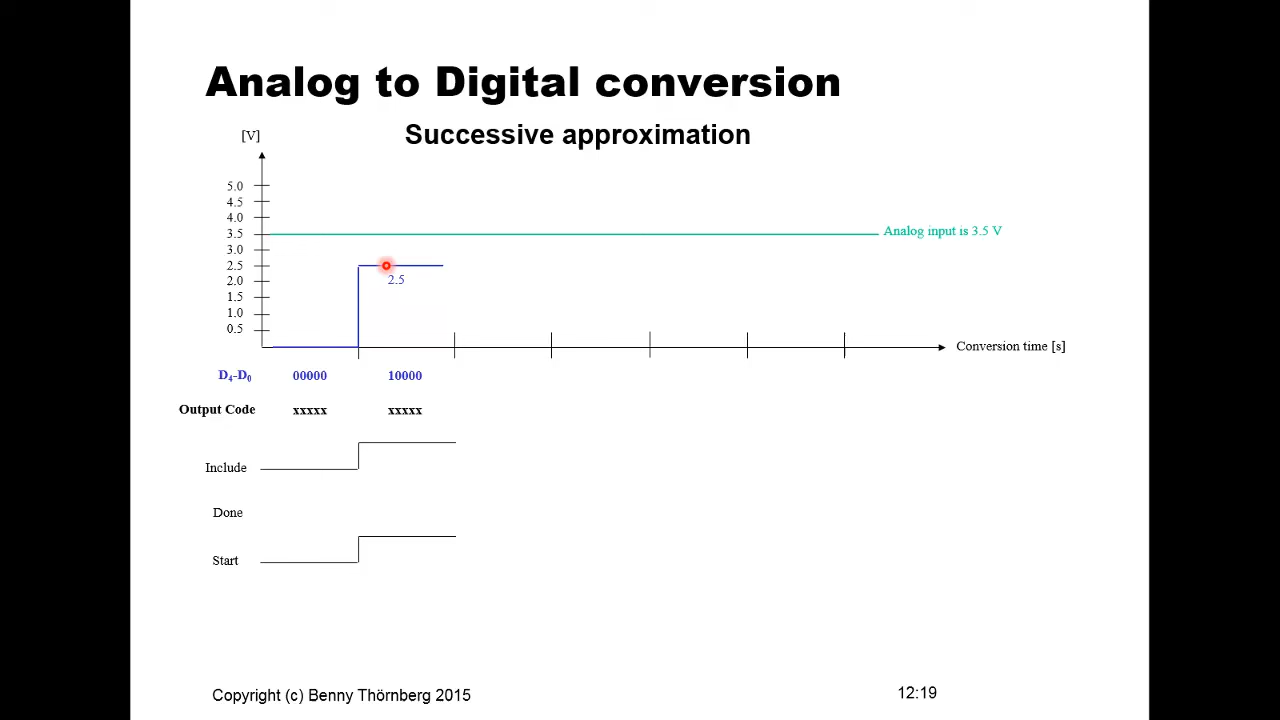 Analog to Digital conversion
Successive approximation
[V]
5.0
4.5
4.0
3.5
3.0
2.5
2.0
1.5
1.0
0.5
Analog input is 3.5 V
2.5
Conversion time [s]
D4-D0 00000 10000
Output Code xxxxx xxxxx
Include
Done
Start
Copyright (c) Benny Thörnberg 2015
12:19